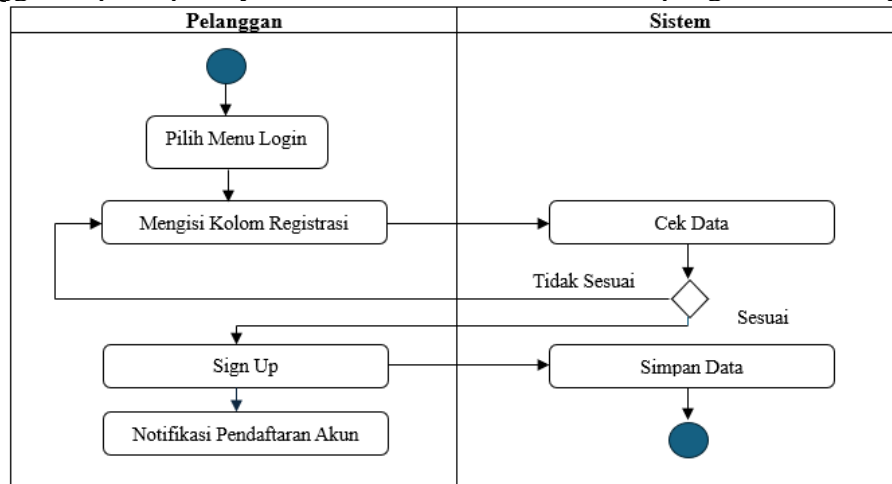 Pelanggan
Sistem
Pilih Menu Login
Mengisi Kolom Registrasi
Cek Data
Tidak Sesuai
Sesuai
Sign Up
Simpan Data
Notifikasi Pendaftaran Akun